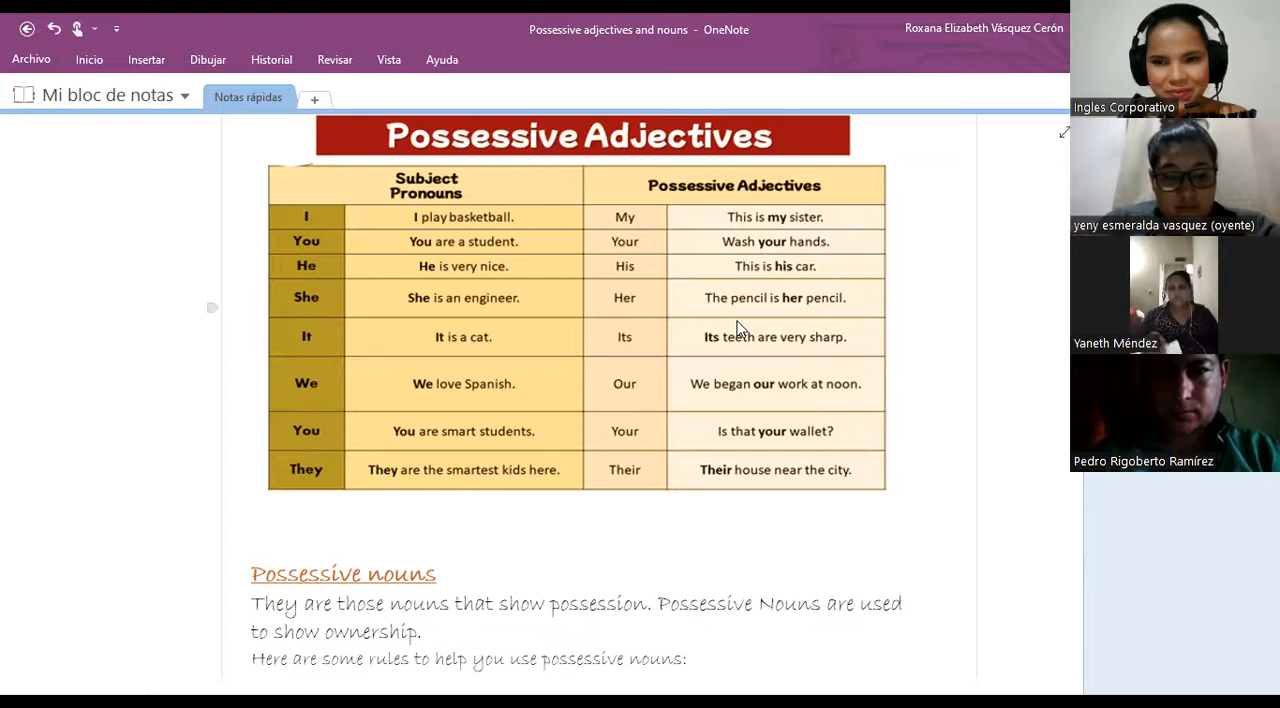 Possessive adjectives and nouns - OneNote
Roxana Elizabeth Vásquez Cerón
Archivo Inicio Insertar Dibujar Historial Revisar Vista Ayuda
Mi bloc de notas Notas rápidas
Possessive Adjectives
Subject Pronouns Possessive Adjectives
I I play basketball. My This is my sister.
You You are a student. Your Wash your hands.
He He is very nice. His This is his car.
She She is an engineer. Her The pencil is her pencil.
It It is a cat. Its Its teeth are very sharp.
We We love Spanish. Our We began our work at noon.
You You are smart students. Your Is that your wallet?
They They are the smartest kids here. Their Their house near the city.
Possessive nouns
They are those nouns that show possession. Possessive Nouns are used
to show ownership.
Here are some rules to help you use possessive nouns:
Ingles Corporativo
yeny esmeralda vasquez (oyente)
Yaneth Méndez
Pedro Rigoberto Ramírez